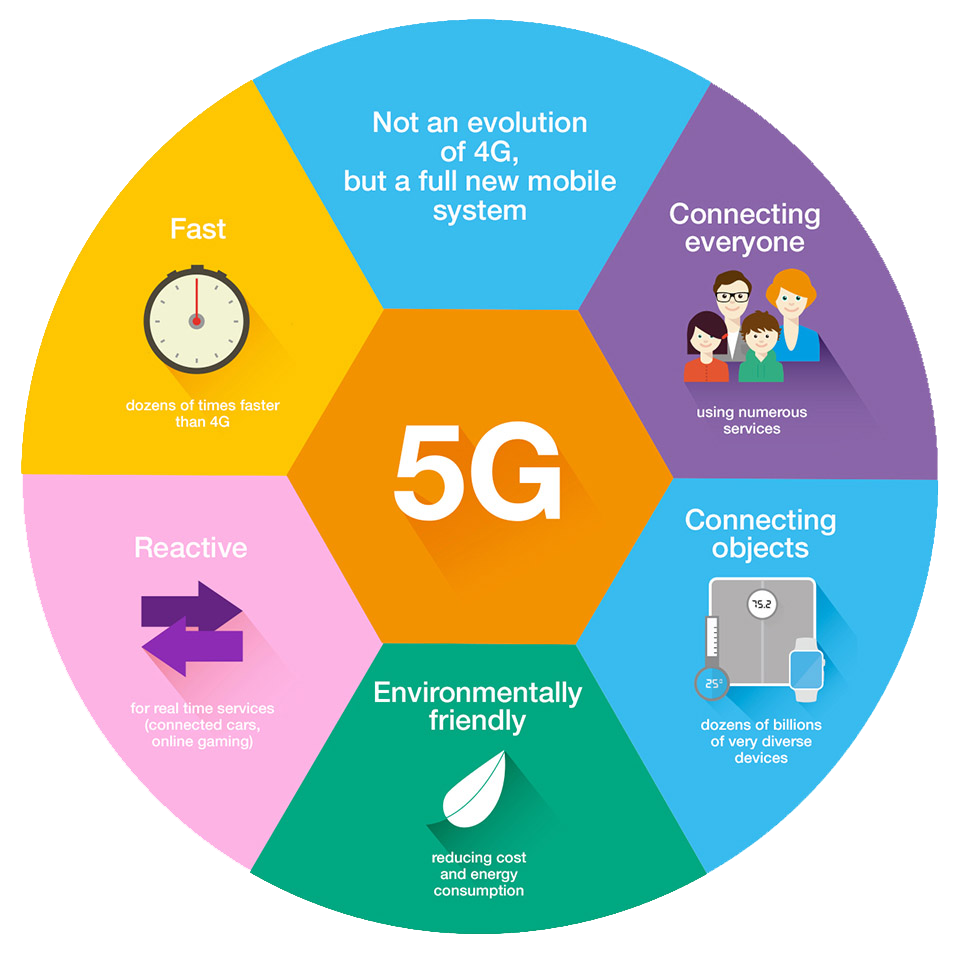 Not an evolution
of 4G,
but a full new mobile
system
Connecting
everyone
using numerous
services
Connecting
objects
75.2
25°
dozens of billions
of very diverse
devices
Environmentally
friendly
reducing cost
and energy
consumption
Reactive
for real time services
(connected cars,
online gaming)
Fast
dozens of times faster
than 4G
5G